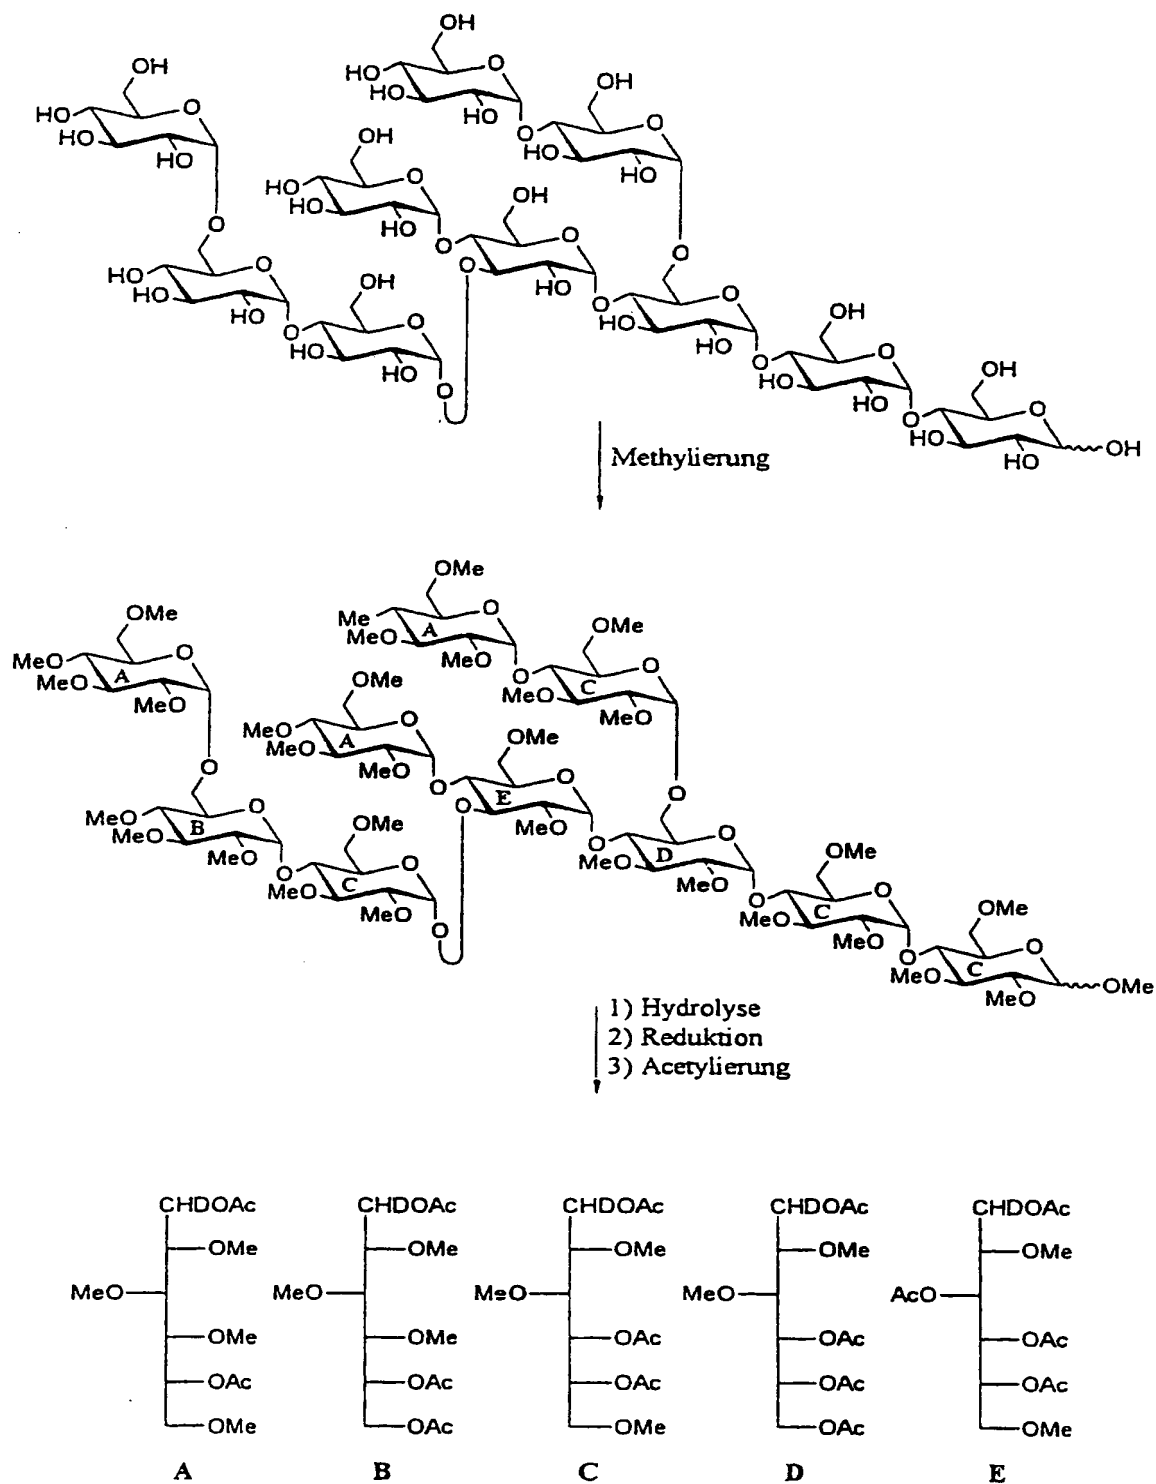 OH
OH O
HO
OH
HO
O
HO HO
O
HO O OH
HO HO
O HO
HO OH
HO
O HO O
O O
O O
HO OH HO
HO O O
HO OH O HO
O
HO HO O
O OH
HO HO
O
HO O
O
HO OH
Methylierung HO
OMe
OMe O
Me A OMe
MeO
O MeO
MeO A O
MeO O C
MeO OMe MeO
MeO
O
MeO A OMe
MeO
O MeO O
O E O
O O
MeO B OMe MeO O
MeO O D OMe
MeO O MeO
O C MeO O
MeO O C OMe
MeO MeO
O MeO O
O C
MeO OMe
MeO
1) Hydrolyse
2) Reduktion
3) Acetylierung
CHDOAc CHDOAc CHDOAc CHDOAc CHDOAc
OMe OMe OMe OMe OMe
MeO MeO MeO MeO AcO
OMe OMe OAc OAc OAc
OAc OAc OAc OAc OAc
OMe OAc OMe OAc OMe
A B C D E